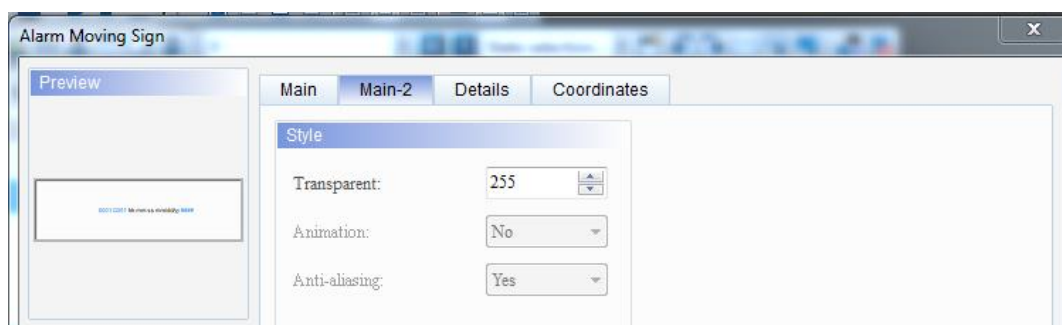 Alarm Moving Sign
X
Preview
Main Main-2 Details Coordinates
Style
Transparent: 255
Animation: No
Anti-aliasing: Yes